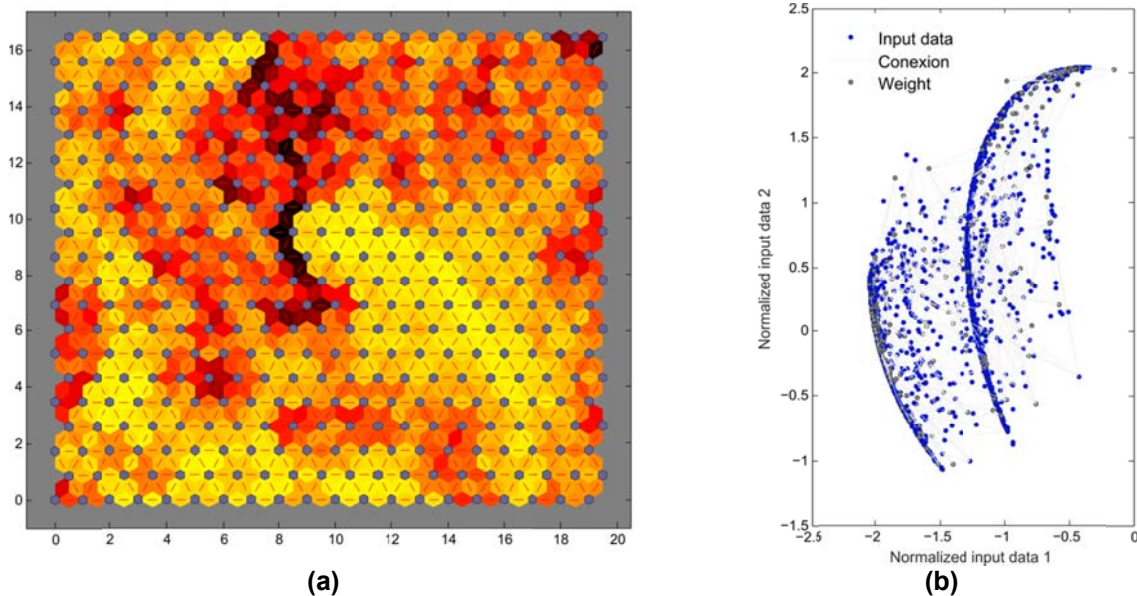 16
14
12
10
8
6
4
2
0
0 2 4 6 8 10 12 14 16 18 20
(a)
2.5
2
1.5
1
0.5
0
−0.5
−1
−1.5
Normalized input data 2
Input data
Conexion
Weight
−2.5 −2 −1.5 −1 −0.5 0
Normalized input data 1
(b)